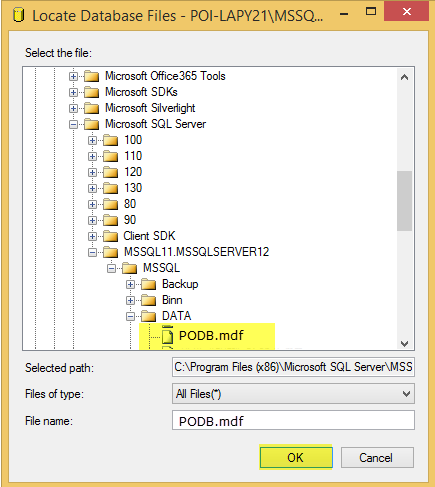 Locate Database Files - POI-LAPY21\MSSQ...
Select the file:
Microsoft Office365 Tools
Microsoft SDKs
Microsoft Silverlight
Microsoft SQL Server
100
110
120
130
80
90
Client SDK
MSSQL11.MSSQLSERVER12
MSSQL
Backup
Binn
DATA
PODB.mdf
Selected path: C:\Program Files (x86)\Microsoft SQL Server\MSS
Files of type: All Files(*)
File name: PODB.mdf
OK Cancel